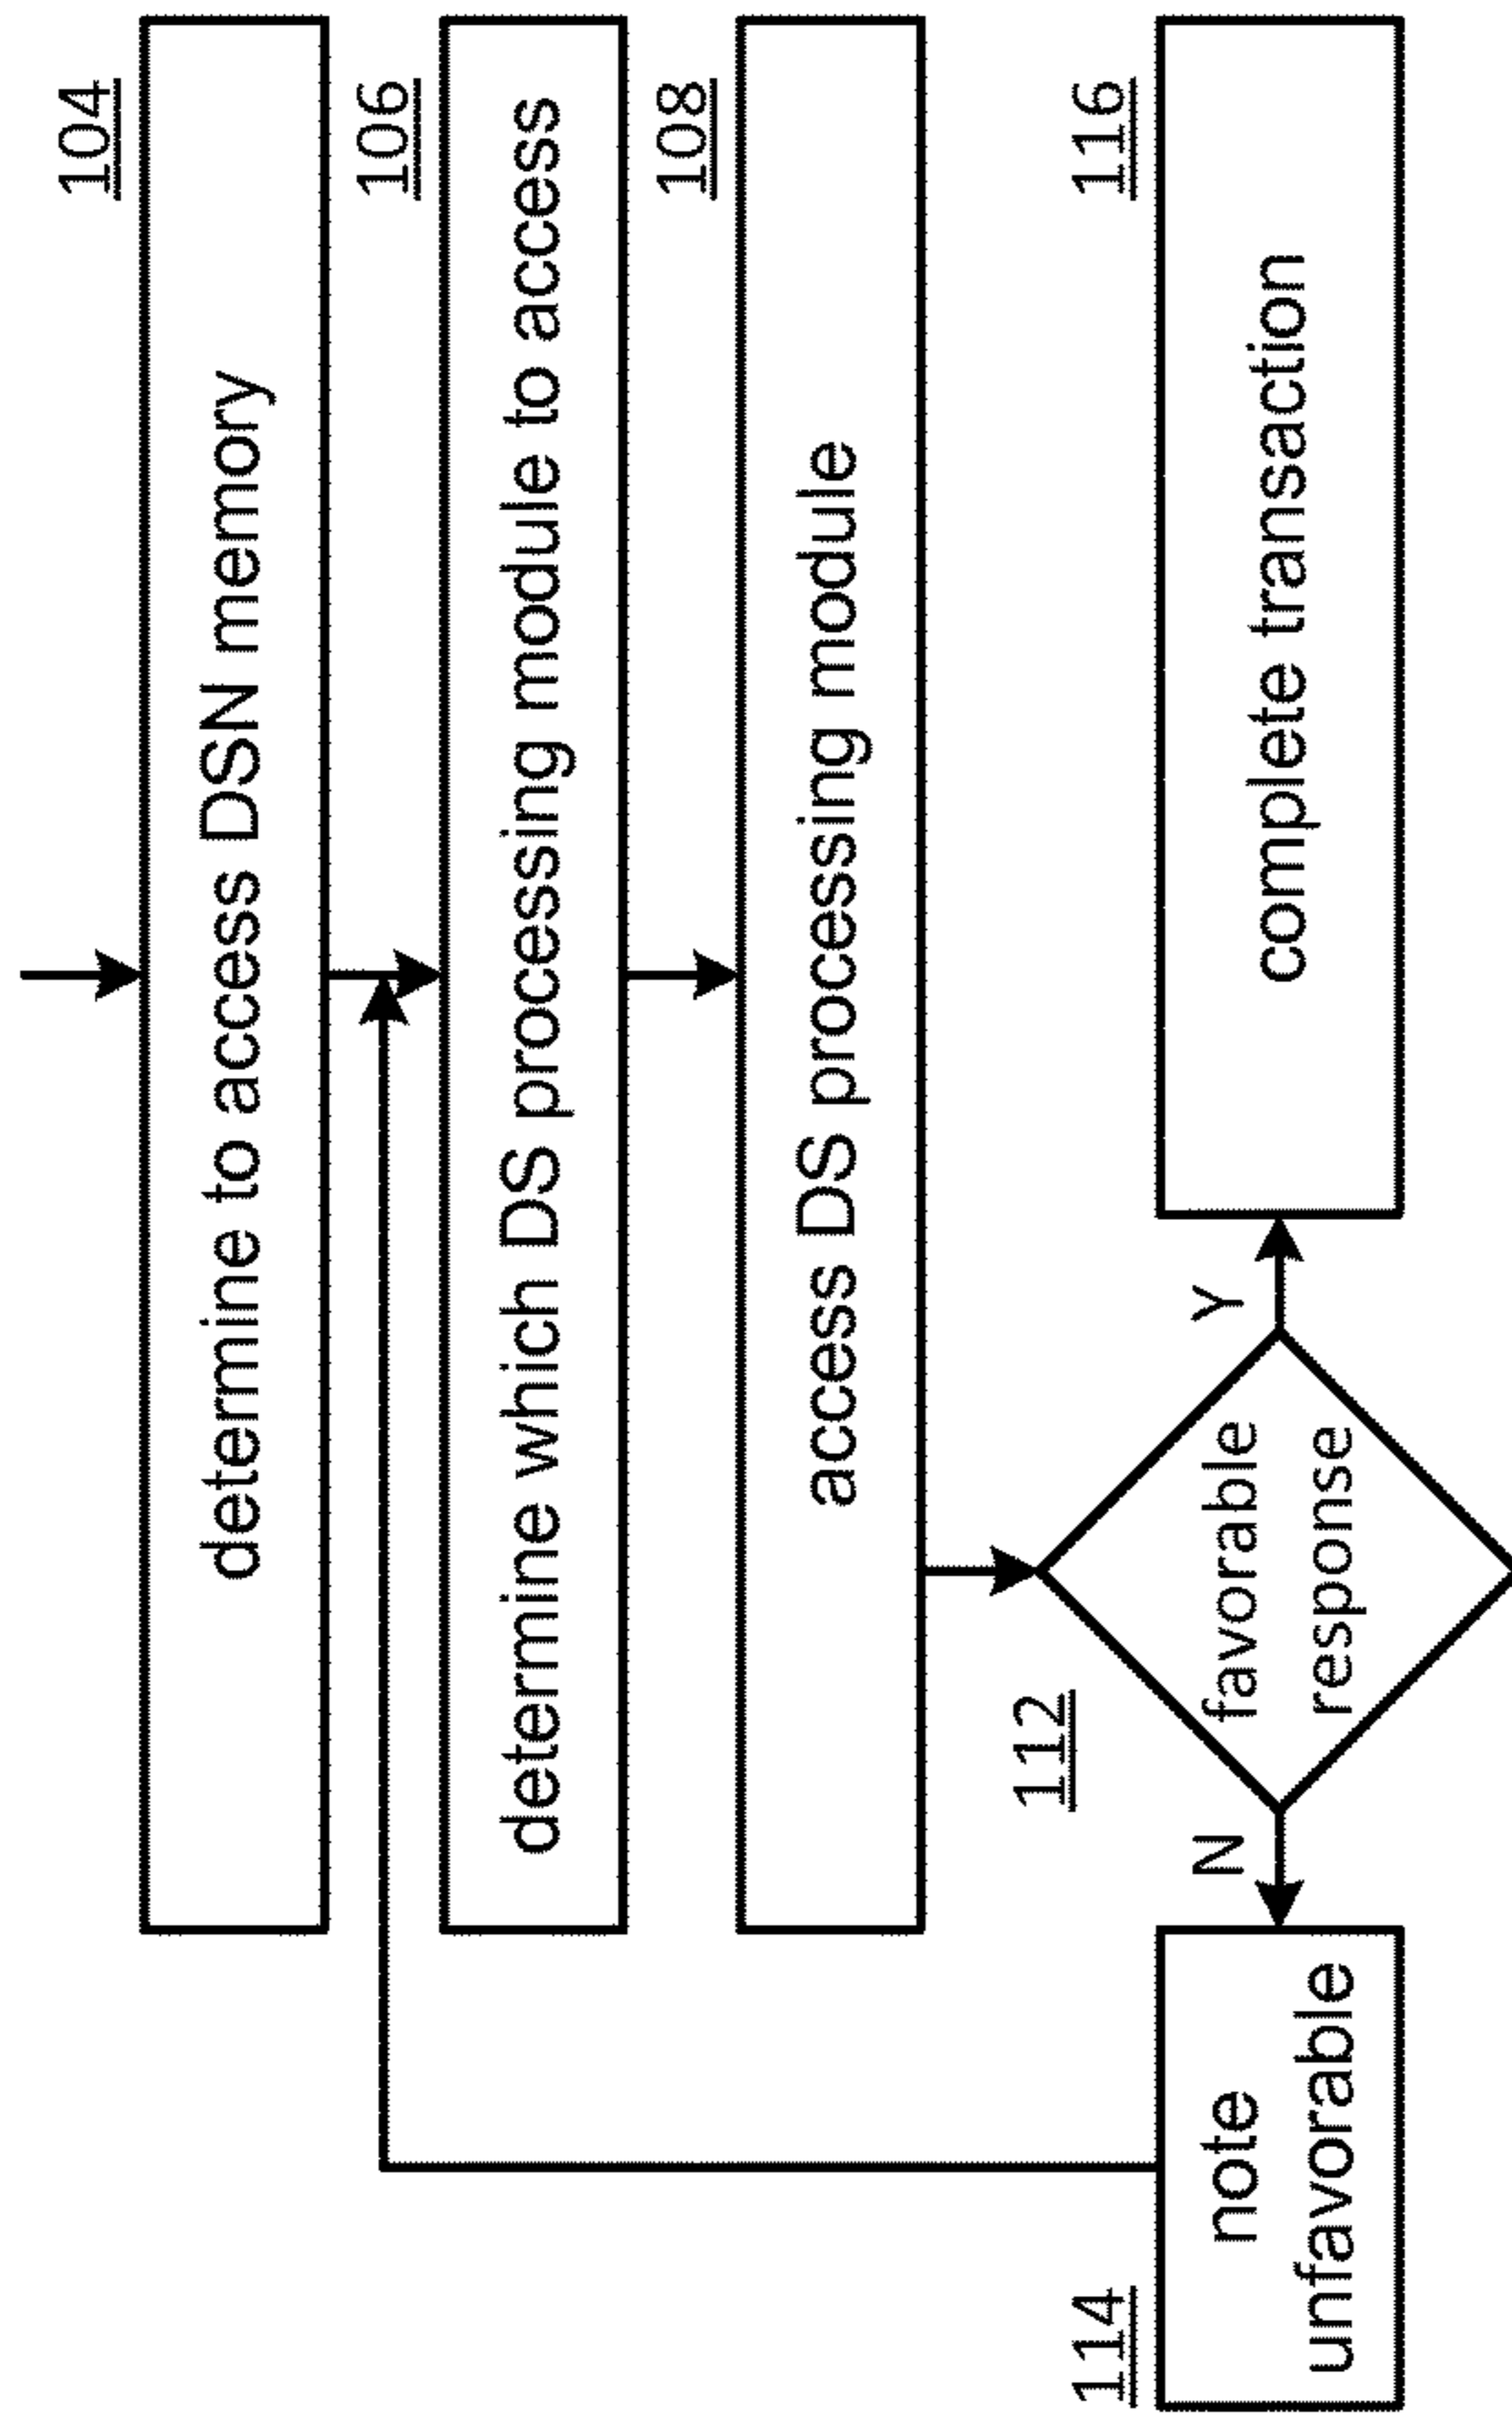 104
determine to access DSN memory
106
determine which DS processing module to access
108
access DS processing module
112
favorable
response
N
Y
114
note
unfavorable
116
complete transaction